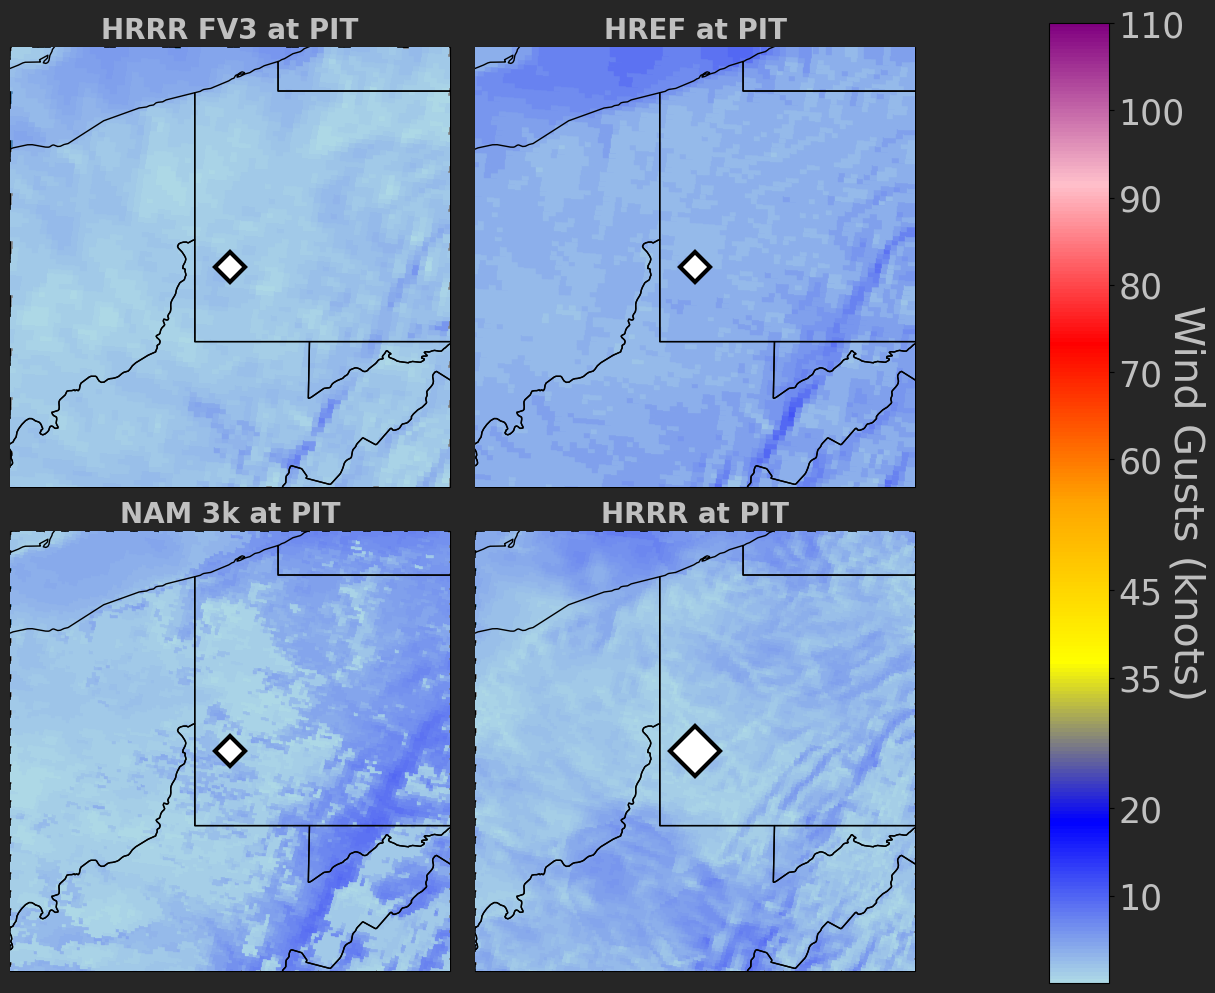 HRRR FV3 at PIT
HREF at PIT
NAM 3k at PIT
HRRR at PIT
110
100
90
80
70
60
45
35
20
10
Wind Gusts (knots)